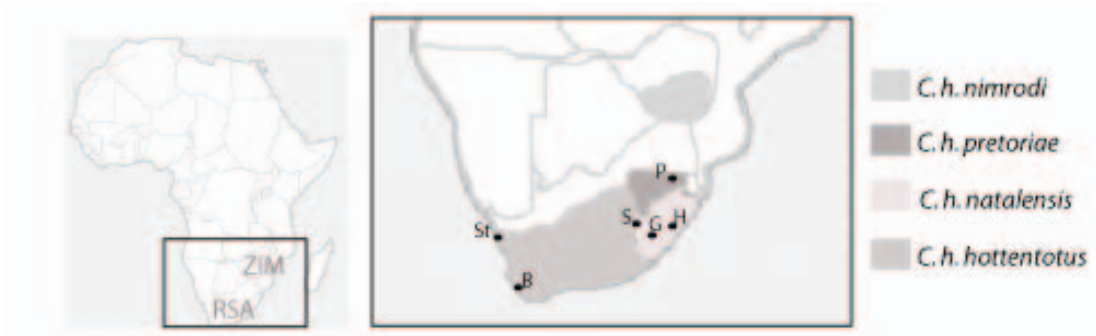 ZIM
RSA
P
S
G
H
St
B
C. h. nimrodi
C. h. pretoriae
C. h. natalensis
C. h. hottentotus